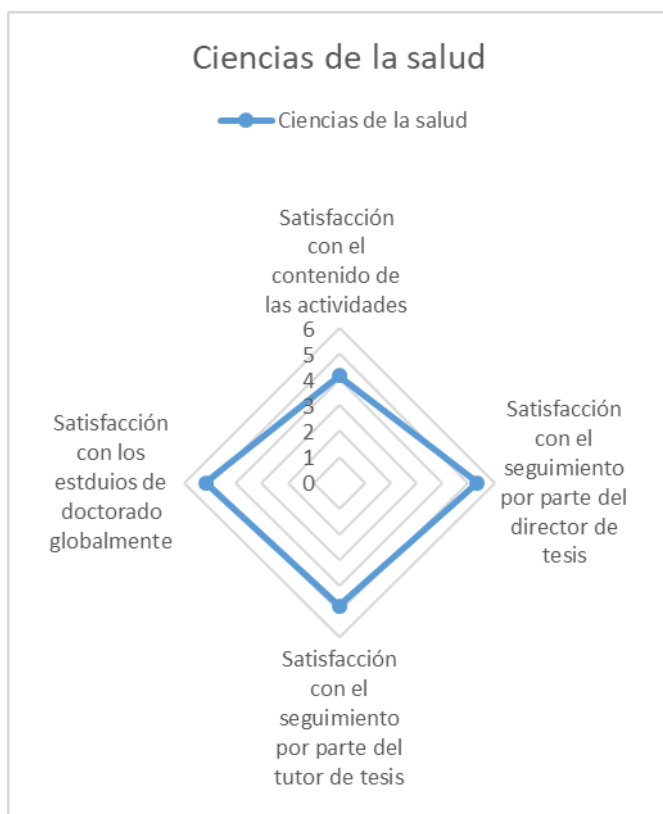 Ciencias de la salud
Ciencias de la salud
Satisfacción
con el
contenido de
las actividades
6
5
4
3
2
1
0
Satisfacción
con el
seguimiento
por parte del
director de
tesis
Satisfacción
con el
seguimiento
por parte del
tutor de tesis
Satisfacción
con los
estduios de
doctorado
globalmente